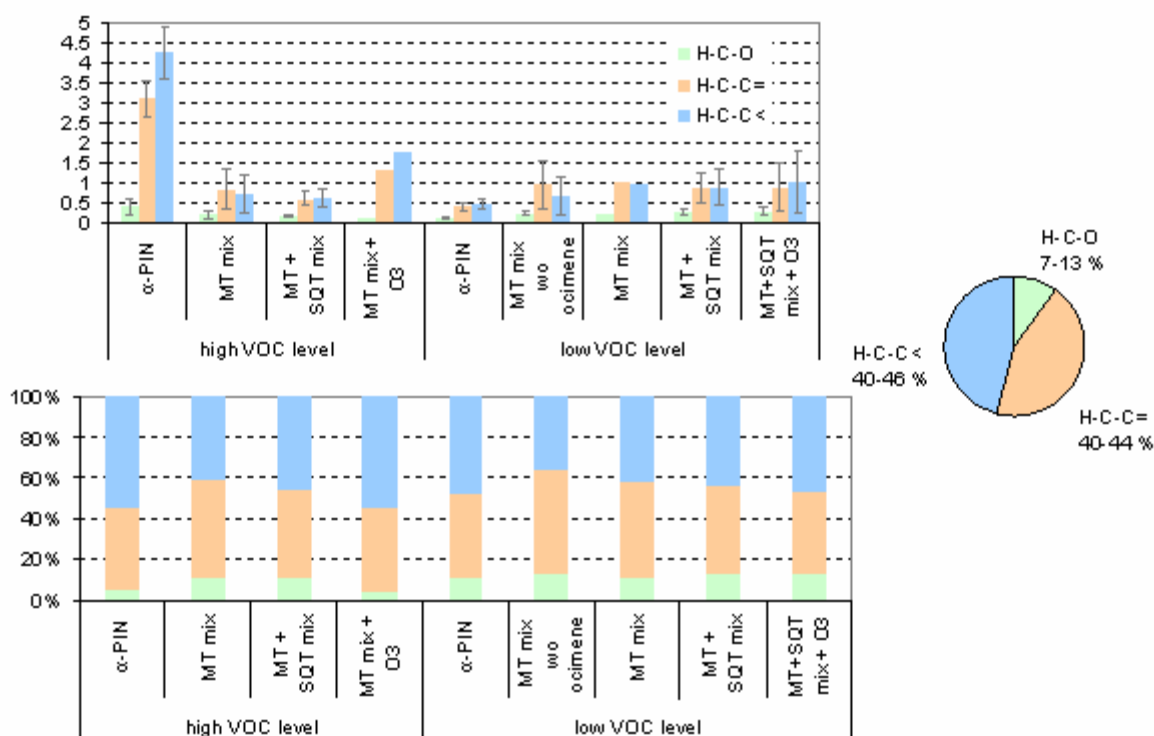 5
4.5
4
3.5
3
2.5
2
1.5
1
0.5
0
H-C-O
H-C-C=
H-C-C<
α-PIN
MT mix
MT +
SQT mix
MT mix+
O3
α-PIN
MT mix
wo
ocimene
MT mix
MT +
SQT mix
MT+SQT
mix + O3
high VOC level
low VOC level
H-C-O
7-13 %
H-C-C<
40-46 %
H-C-C=
40-44 %
100%
80%
60%
40%
20%
0%
α-PIN
MT mix
MT +
SQT mix
MT mix +
O3
α-PIN
MT mix
wo
ocimene
MT mix
MT +
SQT mix
MT+SQT
mix + O3
high VOC level
low VOC level